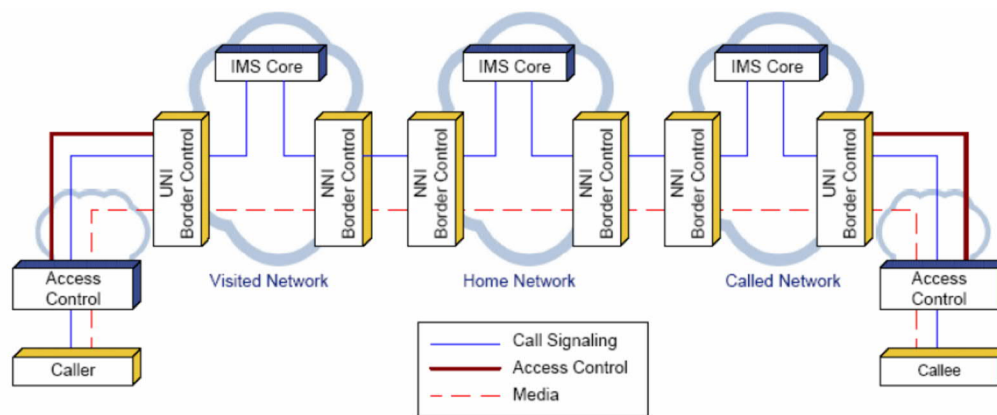 IMS Core
IMS Core
IMS Core
UNI
Border Control
NNI
Border Control
NNI
Border Control
NNI
Border Control
NNI
Border Control
UNI
Border Control
Visited Network
Home Network
Called Network
Access
Control
Access
Control
Caller
Callee
Call Signaling
Access Control
Media